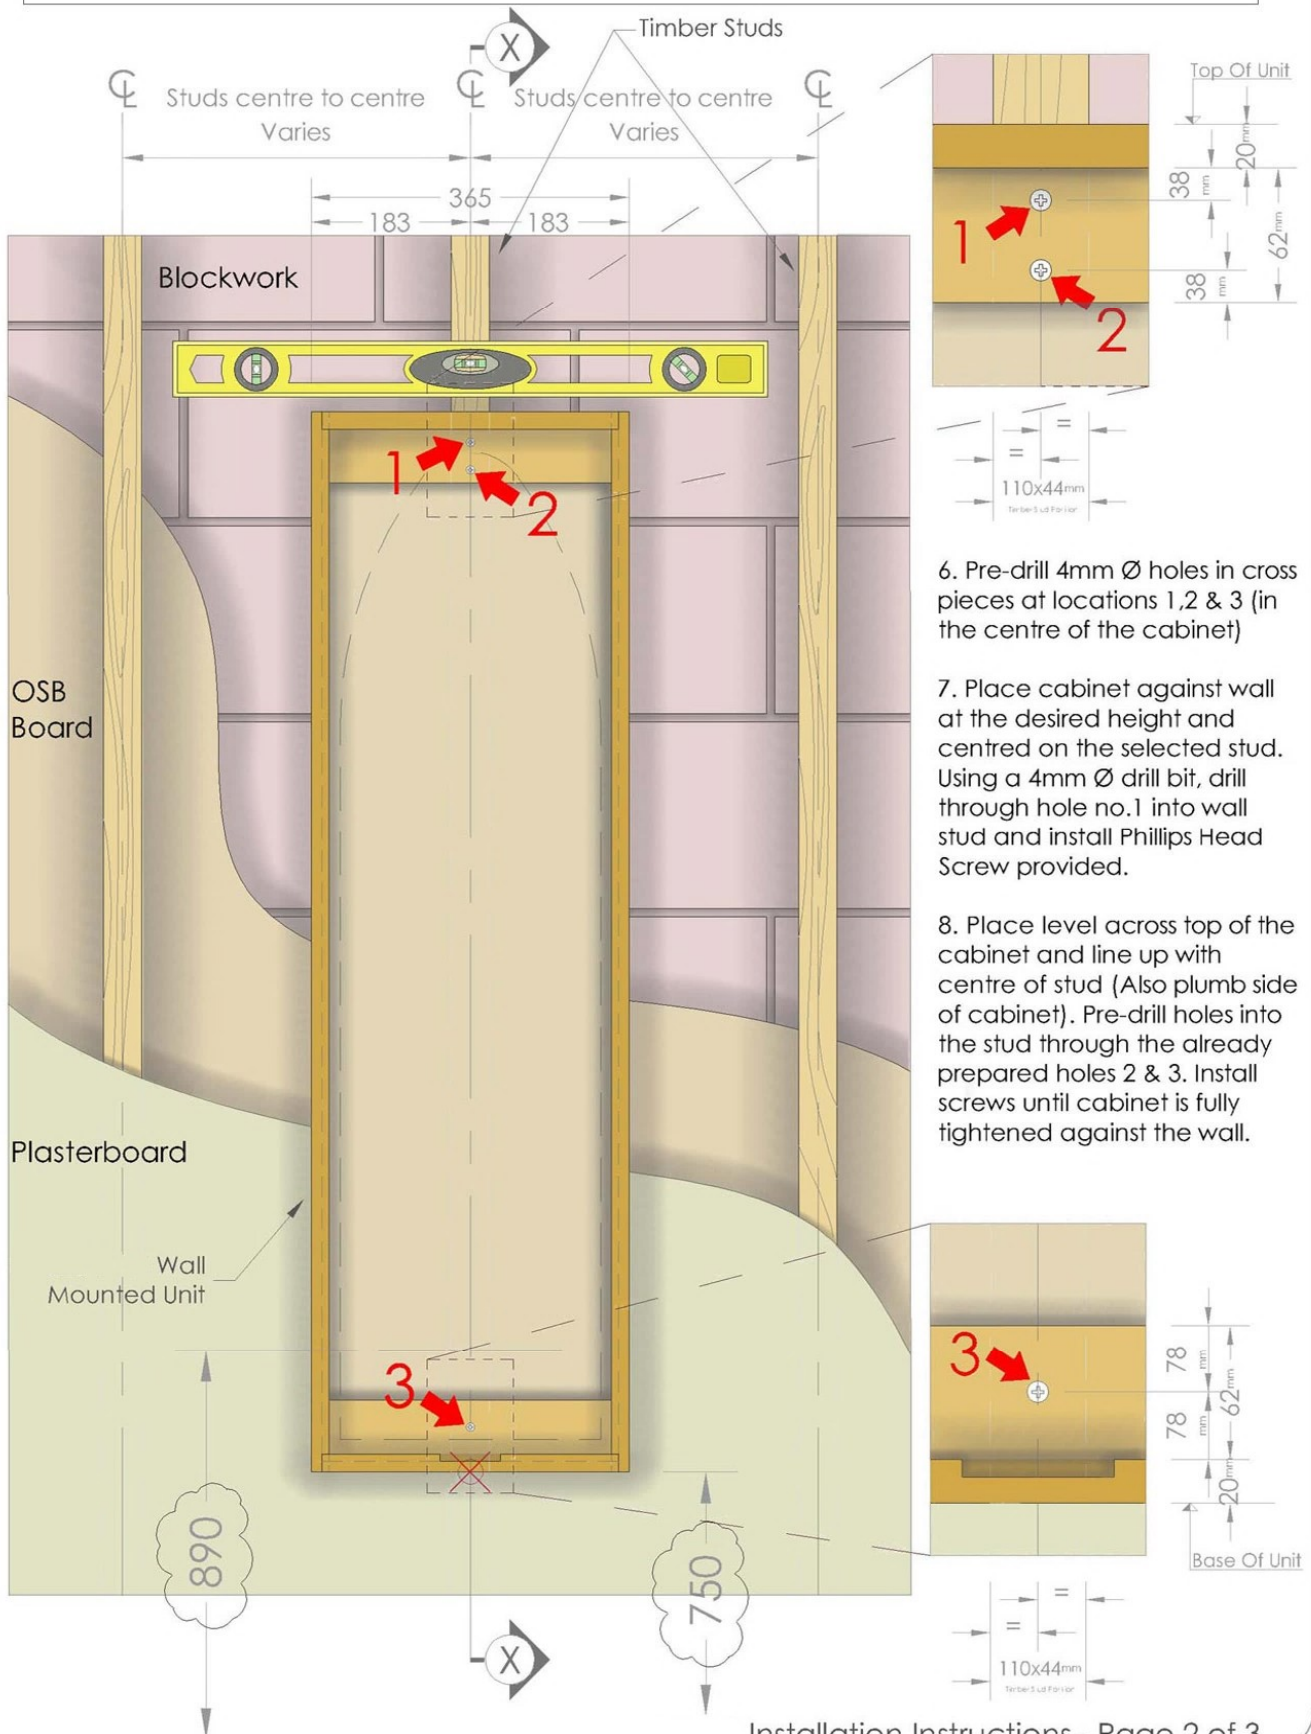 X
Timber Studs
Studs centre to centre
Varies
Studs centre to centre
Varies
365
183
183
Blockwork
1
2
OSB
Board
Plasterboard
Wall
Mounted Unit
3
890
750
X
Top Of Unit
20mm
38
mm
62mm
38
mm
1
2
=
=
110x44mm
6. Pre-drill 4mm Ø holes in cross
pieces at locations 1,2 & 3 (in
the centre of the cabinet)
7. Place cabinet against wall
at the desired height and
centred on the selected stud.
Using a 4mm Ø drill bit, drill
through hole no.1 into wall
stud and install Phillips Head
Screw provided.
8. Place level across top of the
cabinet and line up with
centre of stud (Also plumb side
of cabinet). Pre-drill holes into
the stud through the already
prepared holes 2 & 3. Install
screws until cabinet is fully
tightened against the wall.
3
78
mm
62mm
78
mm
20mm
Base Of Unit
=
=
110x44mm
Installation Instructions - Page 2 of 3